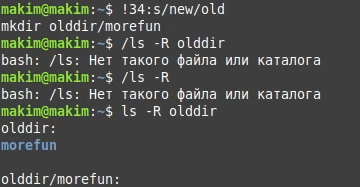 makim@makim:~$ !34:s/new/old
mkdir olddir/morefun
makim@makim:~$ /ls -R olddir
bash: /ls: Нет такого файла или каталога
makim@makim:~$ /ls -R
bash: /ls: Нет такого файла или каталога
makim@makim:~$ ls -R olddir
olddir:
morefun

olddir/morefun: